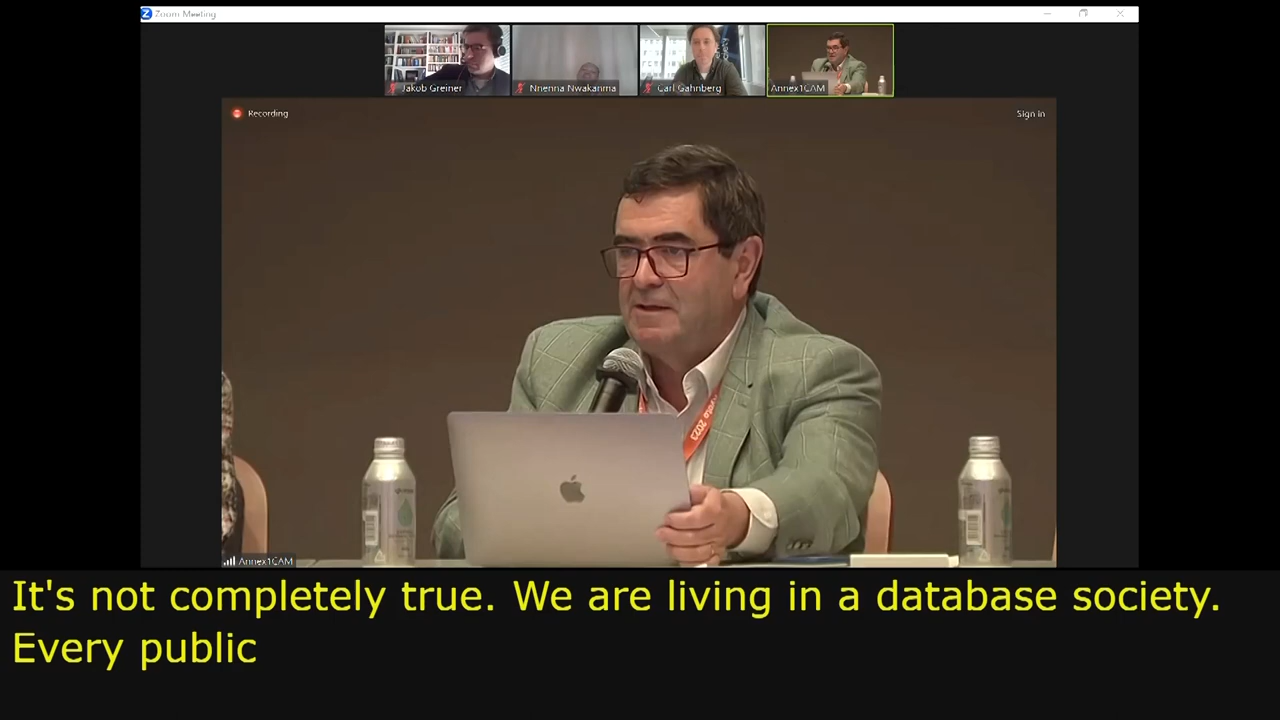 Zoom Meeting
Jakob Greiner
Nnenna Nwakanma
Carl Gahnberg
Annex1CAM
Recording
Sign in
2023
Annex1CAM
It's not completely true. We are living in a database society.
Every public